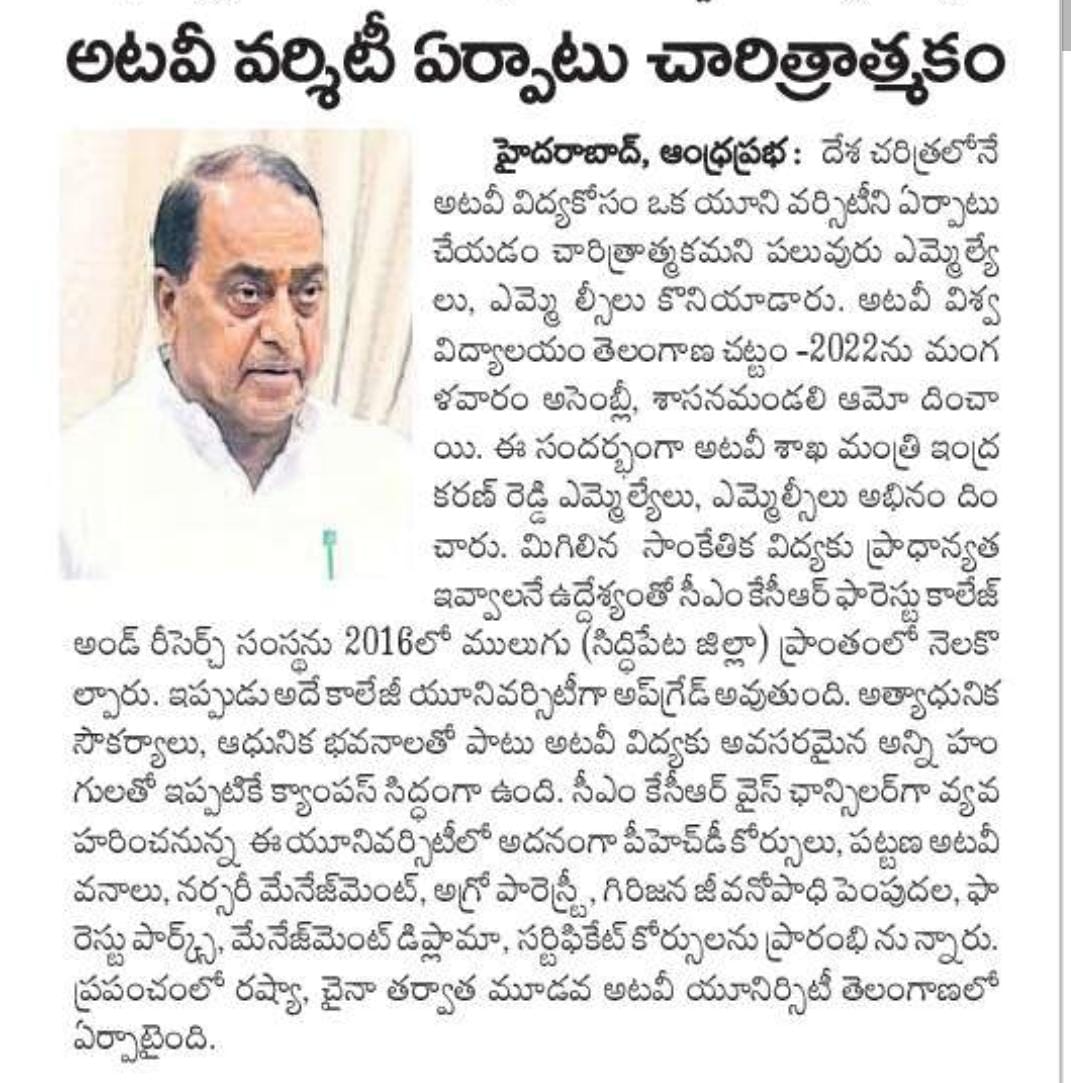 అటవీ వర్శిటీ ఏర్పాటు చారిత్రాత్మకం
హైదరాబాద్, ఆంధ్రప్రభ : దేశ చరిత్రలోనే
అటవీ విద్యకోసం ఒక యూని వర్సిటీని ఏర్పాటు
చేయడం చారిత్రాత్మకమని పలువురు ఎమ్మెల్యే
లు, ఎమ్మె ల్సీలు కొనియాడారు. అటవీ విశ్వ
విద్యాలయం తెలంగాణ చట్టం -2022ను మంగ
ళవారం అసెంబ్లీ, శాసనమండలి ఆమో దించా
యి. ఈ సందర్భంగా అటవీ శాఖ మంత్రి ఇంద్ర
కరణ్ రెడ్డి ఎమ్మెల్యేలు, ఎమ్మెల్సీలు అభినం దిం
చారు. మిగిలిన సాంకేతిక విద్యకు ప్రాధాన్యత
ఇవ్వాలనే ఉద్దేశ్యంతో సీఎం కేసీఆర్ ఫారెస్టు కాలేజ్
అండ్ రీసెర్చ్ సంస్థను 2016లో ములుగు (సిద్ధిపేట జిల్లా) ప్రాంతంలో నెలకొ
ల్పారు. ఇప్పుడు అదే కాలేజీ యూనివర్సిటీగా అప్‌గ్రేడ్ అవుతుంది. అత్యాధునిక
సౌకర్యాలు, ఆధునిక భవనాలతో పాటు అటవీ విద్యకు అవసరమైన అన్ని హం
గులతో ఇప్పటికే క్యాంపస్ సిద్ధంగా ఉంది. సీఎం కేసీఆర్ వైస్ ఛాన్సిలర్‌గా వ్యవ
హరించనున్న ఈ యూనివర్సిటీలో అదనంగా పీహెచ్‌డీ కోర్సులు, పట్టణ అటవీ
వనాలు, నర్సరీ మేనేజ్‌మెంట్, అగ్రో పారెస్ట్రీ, గిరిజన జీవనోపాధి పెంపుదల, ఫా
రెస్టు పార్క్స్, మేనేజ్‌మెంట్ డిప్లామా, సర్టిఫికేట్ కోర్సులను ప్రారంభి ను న్నారు.
ప్రపంచంలో రష్యా, చైనా తర్వాత మూడవ అటవీ యూనిర్సిటీ తెలంగాణలో
ఏర్పాటైంది.